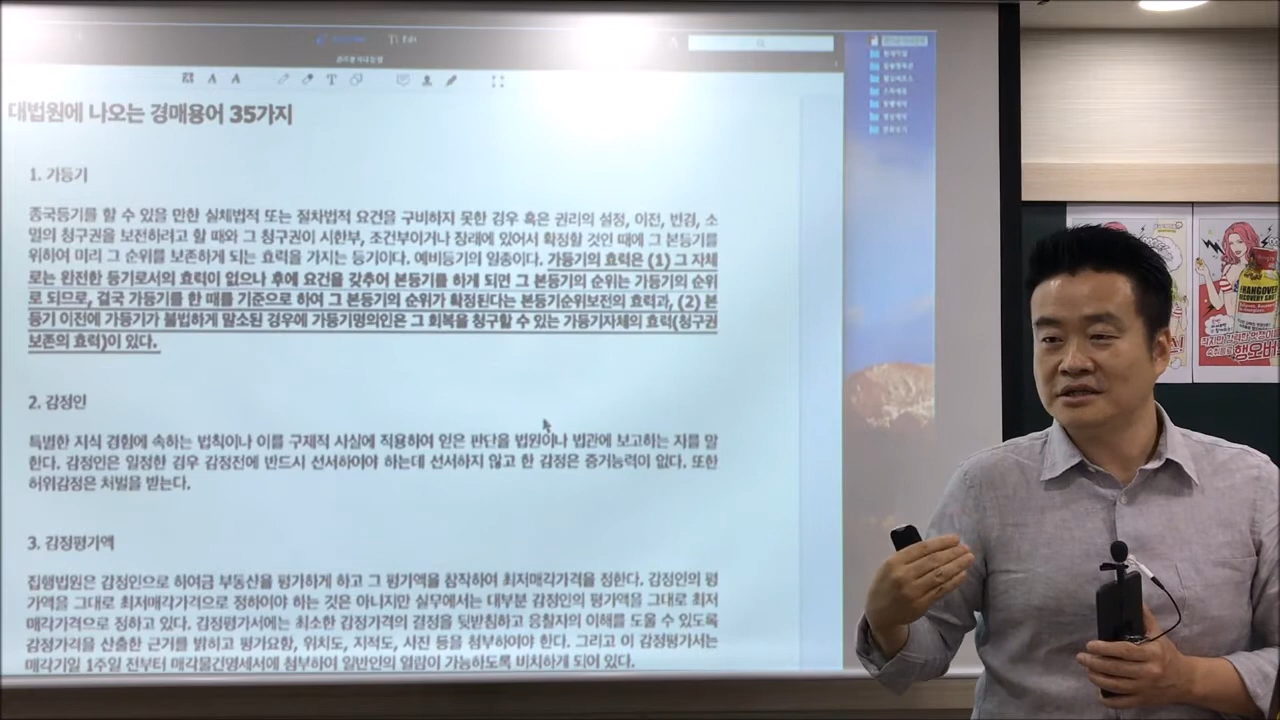 대법원에 나오는 경매용어 35가지
1. 가등기
종국등기를 할 수 있을 만한 실체법적 또는 절차법적 요건을 구비하지 못한 경우 혹은 권리의 설정, 이전, 변경, 소
멸의 청구권을 보전하려고 할 때와 그 청구권이 시한부, 조건부이거나 장래에 있어서 확정할 것인 때에 그 본등기를
위하여 미리 그 순위를 보존하게 되는 효력을 가지는 등기이다. 예비등기의 일종이다. 가등기의 효력은 (1) 그 자체
로는 완전한 등기로서의 효력이 없으나 후에 요건을 갖추어 본등기를 하게 되면 그 본등기의 순위는 가등기의 순위
로 되므로, 결국 가등기를 한 때를 기준으로 하여 그 본등기의 순위가 확정된다는 본등기순위보전의 효력과, (2) 본
등기 이전에 가등기가 불법하게 말소된 경우에 가등기명의인은 그 회복을 청구할 수 있는 가등기자체의 효력(청구권
보존의 효력)이 있다.
2. 감정인
특별한 지식 경험에 속하는 법칙이나 이를 구체적 사실에 적용하여 얻은 판단을 법원이나 법관에 보고하는 자를 말
한다. 감정인은 일정한 경우 감정전에 반드시 선서하여야 하는데 선서하지 않고 한 감정은 증거능력이 없다. 또한
허위감정은 처벌을 받는다.
3. 감정평가액
집행법원은 감정인으로 하여금 부동산을 평가하게 하고 그 평가액을 참작하여 최저매각가격을 정한다. 감정인의 평
가액을 그대로 최저매각가격으로 정하여야 하는 것은 아니지만 실무에서는 대부분 감정인의 평가액을 그대로 최저
매각가격으로 정하고 있다. 감정평가서에는 최소한 감정가격의 결정을 뒷받침하고 응찰자의 이해를 도울 수 있도록
감정가격을 산출한 근거를 밝히고 평가요항, 위치도, 지적도, 사진 등을 첨부하여야 한다. 그리고 이 감정평가서는
매각기일 1주일 전부터 매각물건명세서에 첨부하여 일반인의 열람이 가능하도록 비치하게 되어 있다.
HANGOVER
RECOVERY
행오버